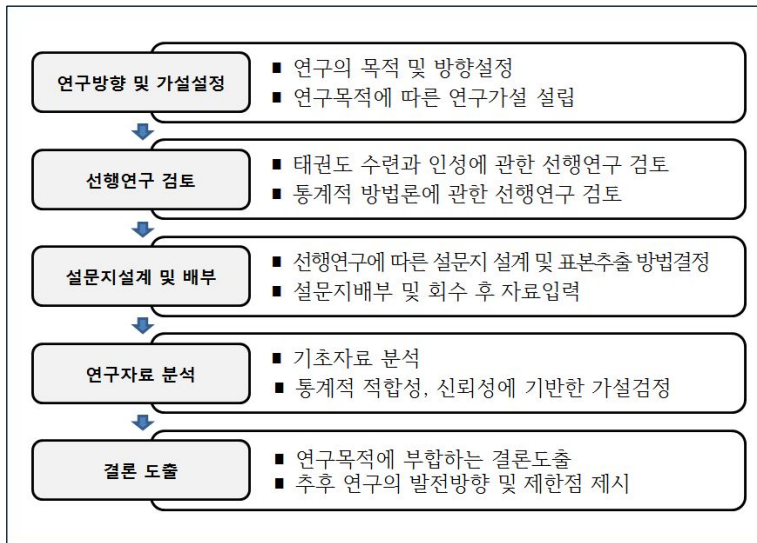 연구방향 및 가설설정
■ 연구의 목적 및 방향설정
■ 연구목적에 따른 연구가설 설립
선행연구 검토
■ 태권도 수련과 인성에 관한 선행연구 검토
■ 통계적 방법론에 관한 선행연구 검토
설문지설계 및 배부
■ 선행연구에 따른 설문지 설계 및 표본추출 방법결정
■ 설문지배부 및 회수 후 자료입력
연구자료 분석
■ 기초자료 분석
■ 통계적 적합성, 신뢰성에 기반한 가설검정
결론 도출
■ 연구목적에 부합하는 결론도출
■ 추후 연구의 발전방향 및 제한점 제시